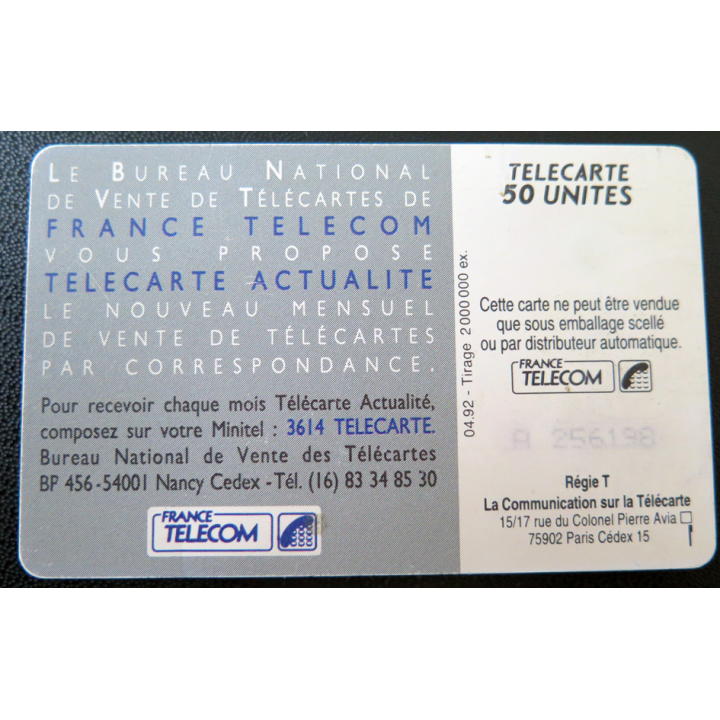 LE BUREAU NATIONAL
DE VENTE DE TÉLÉCARTES DE
FRANCE TELECOM
VOUS PROPOSE
TELECARTE ACTUALITE
LE NOUVEAU MENSUEL
DE VENTE DE TÉLÉCARTES
PAR CORRESPONDANCE.
Pour recevoir chaque mois Télécarte Actualité,
composez sur votre Minitel : 3614 TELECARTE.
Bureau National de Vente des Télécartes
BP 456-54001 Nancy Cedex - Tél. (16) 83 34 85 30
FRANCE
TELECOM
04.92 - Tirage 2 000 000 ex.
TELECARTE
50 UNITES
Cette carte ne peut être vendue
que sous emballage scellé
ou par distributeur automatique.
FRANCE
TELECOM
A 256198
Régie T
La Communication sur la Télécarte
15/17 rue du Colonel Pierre Avia
75902 Paris Cédex 15